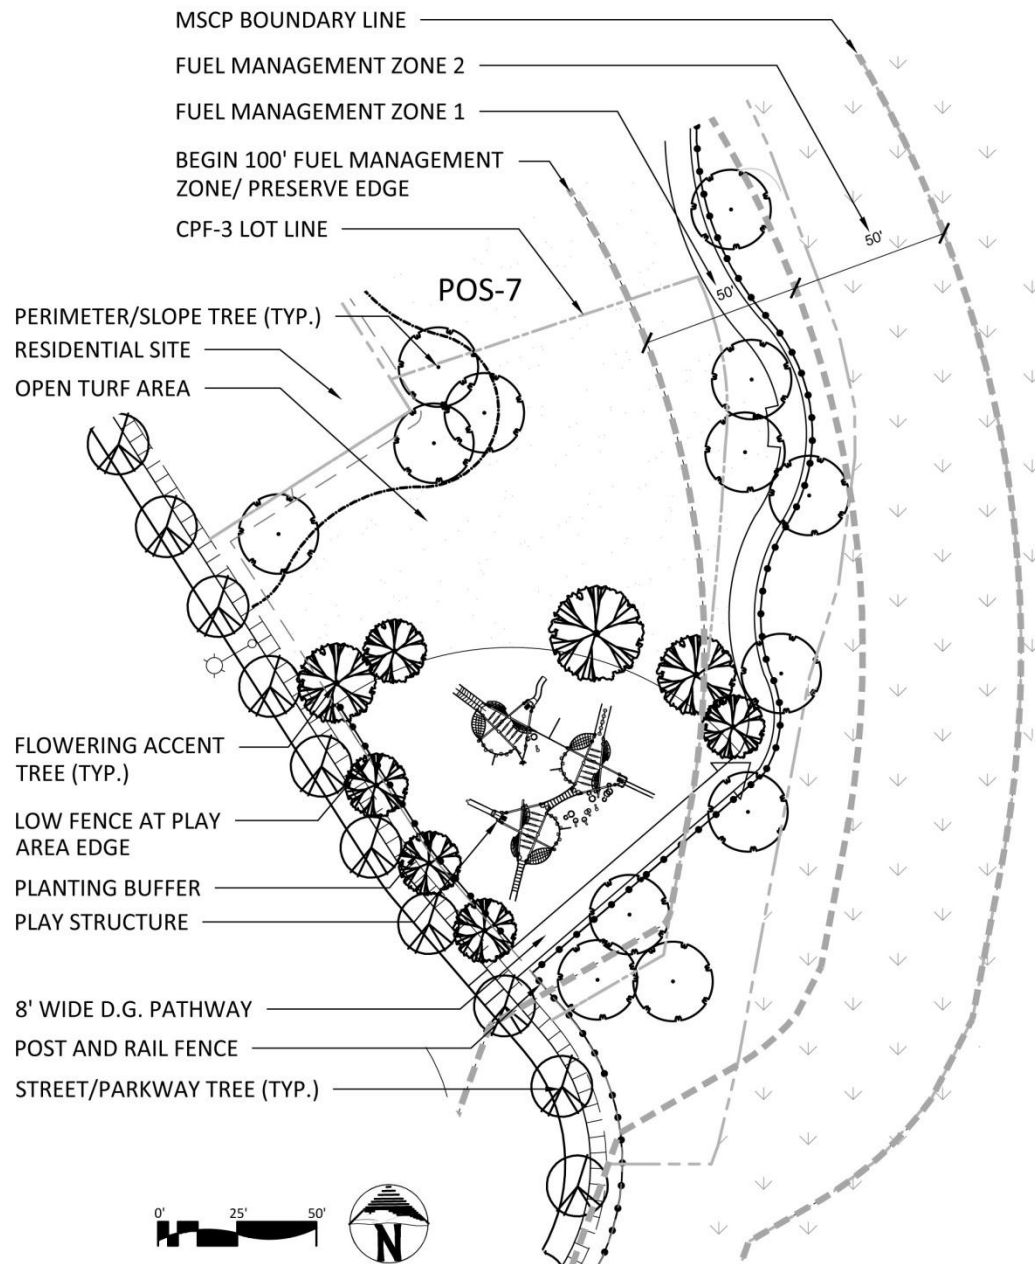 MSCP BOUNDARY LINE
FUEL MANAGEMENT ZONE 2
FUEL MANAGEMENT ZONE 1
BEGIN 100' FUEL MANAGEMENT
ZONE/ PRESERVE EDGE
CPF-3 LOT LINE
50'
50'
POS-7
PERIMETER/SLOPE TREE (TYP.)
RESIDENTIAL SITE
OPEN TURF AREA
FLOWERING ACCENT
TREE (TYP.)
LOW FENCE AT PLAY
AREA EDGE
PLANTING BUFFER
PLAY STRUCTURE
8' WIDE D.G. PATHWAY
POST AND RAIL FENCE
STREET/PARKWAY TREE (TYP.)
0' 25' 50'
N